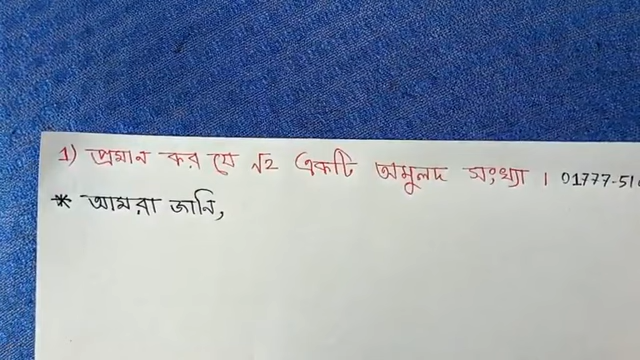 1) প্রমান কর যে √2 একটি অমুলদ সংখ্যা । 01777-51
* আমরা জানি,